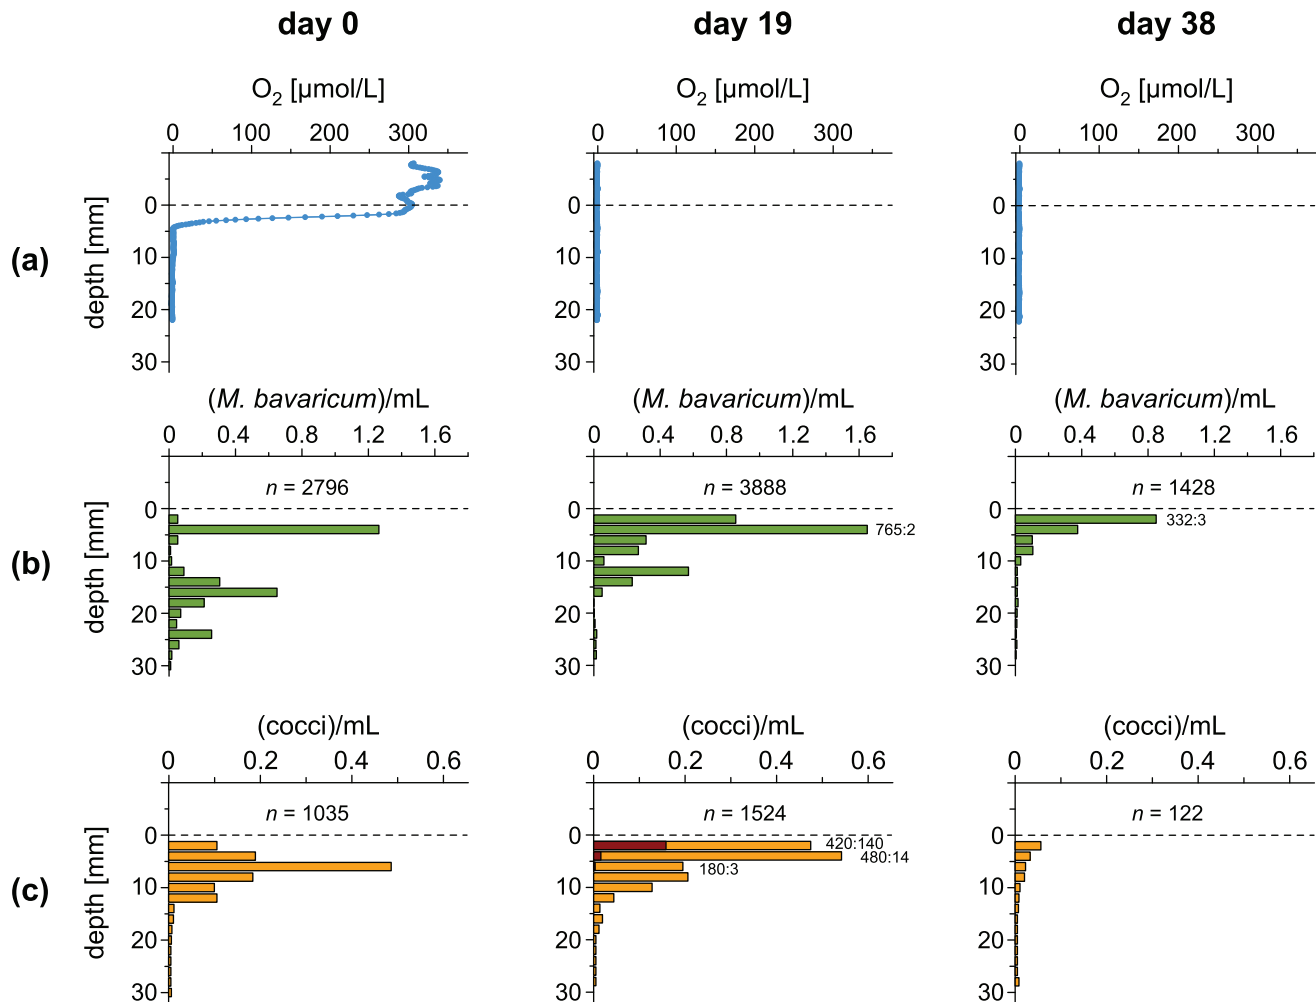 day 0 day 19 day 38
O2 [µmol/L] O2 [µmol/L] O2 [µmol/L]
0 100 200 300 0 100 200 300 0 100 200 300
(a)
depth [mm]
0 0 0
10 10 10
20 20 20
30 30 30
(M. bavaricum)/mL (M. bavaricum)/mL (M. bavaricum)/mL
0 0.4 0.8 1.2 1.6 0 0.4 0.8 1.2 1.6 0 0.4 0.8 1.2 1.6
n = 2796 n = 3888 n = 1428
(b)
depth [mm]
0 0 0
332:3
765:2
10 10 10
20 20 20
30 30 30
(cocci)/mL (cocci)/mL (cocci)/mL
0 0.2 0.4 0.6 0 0.2 0.4 0.6 0 0.2 0.4 0.6
n = 1035 n = 1524 n = 122
(c)
depth [mm]
0 0 0
420:140
480:14
180:3
10 10 10
20 20 20
30 30 30